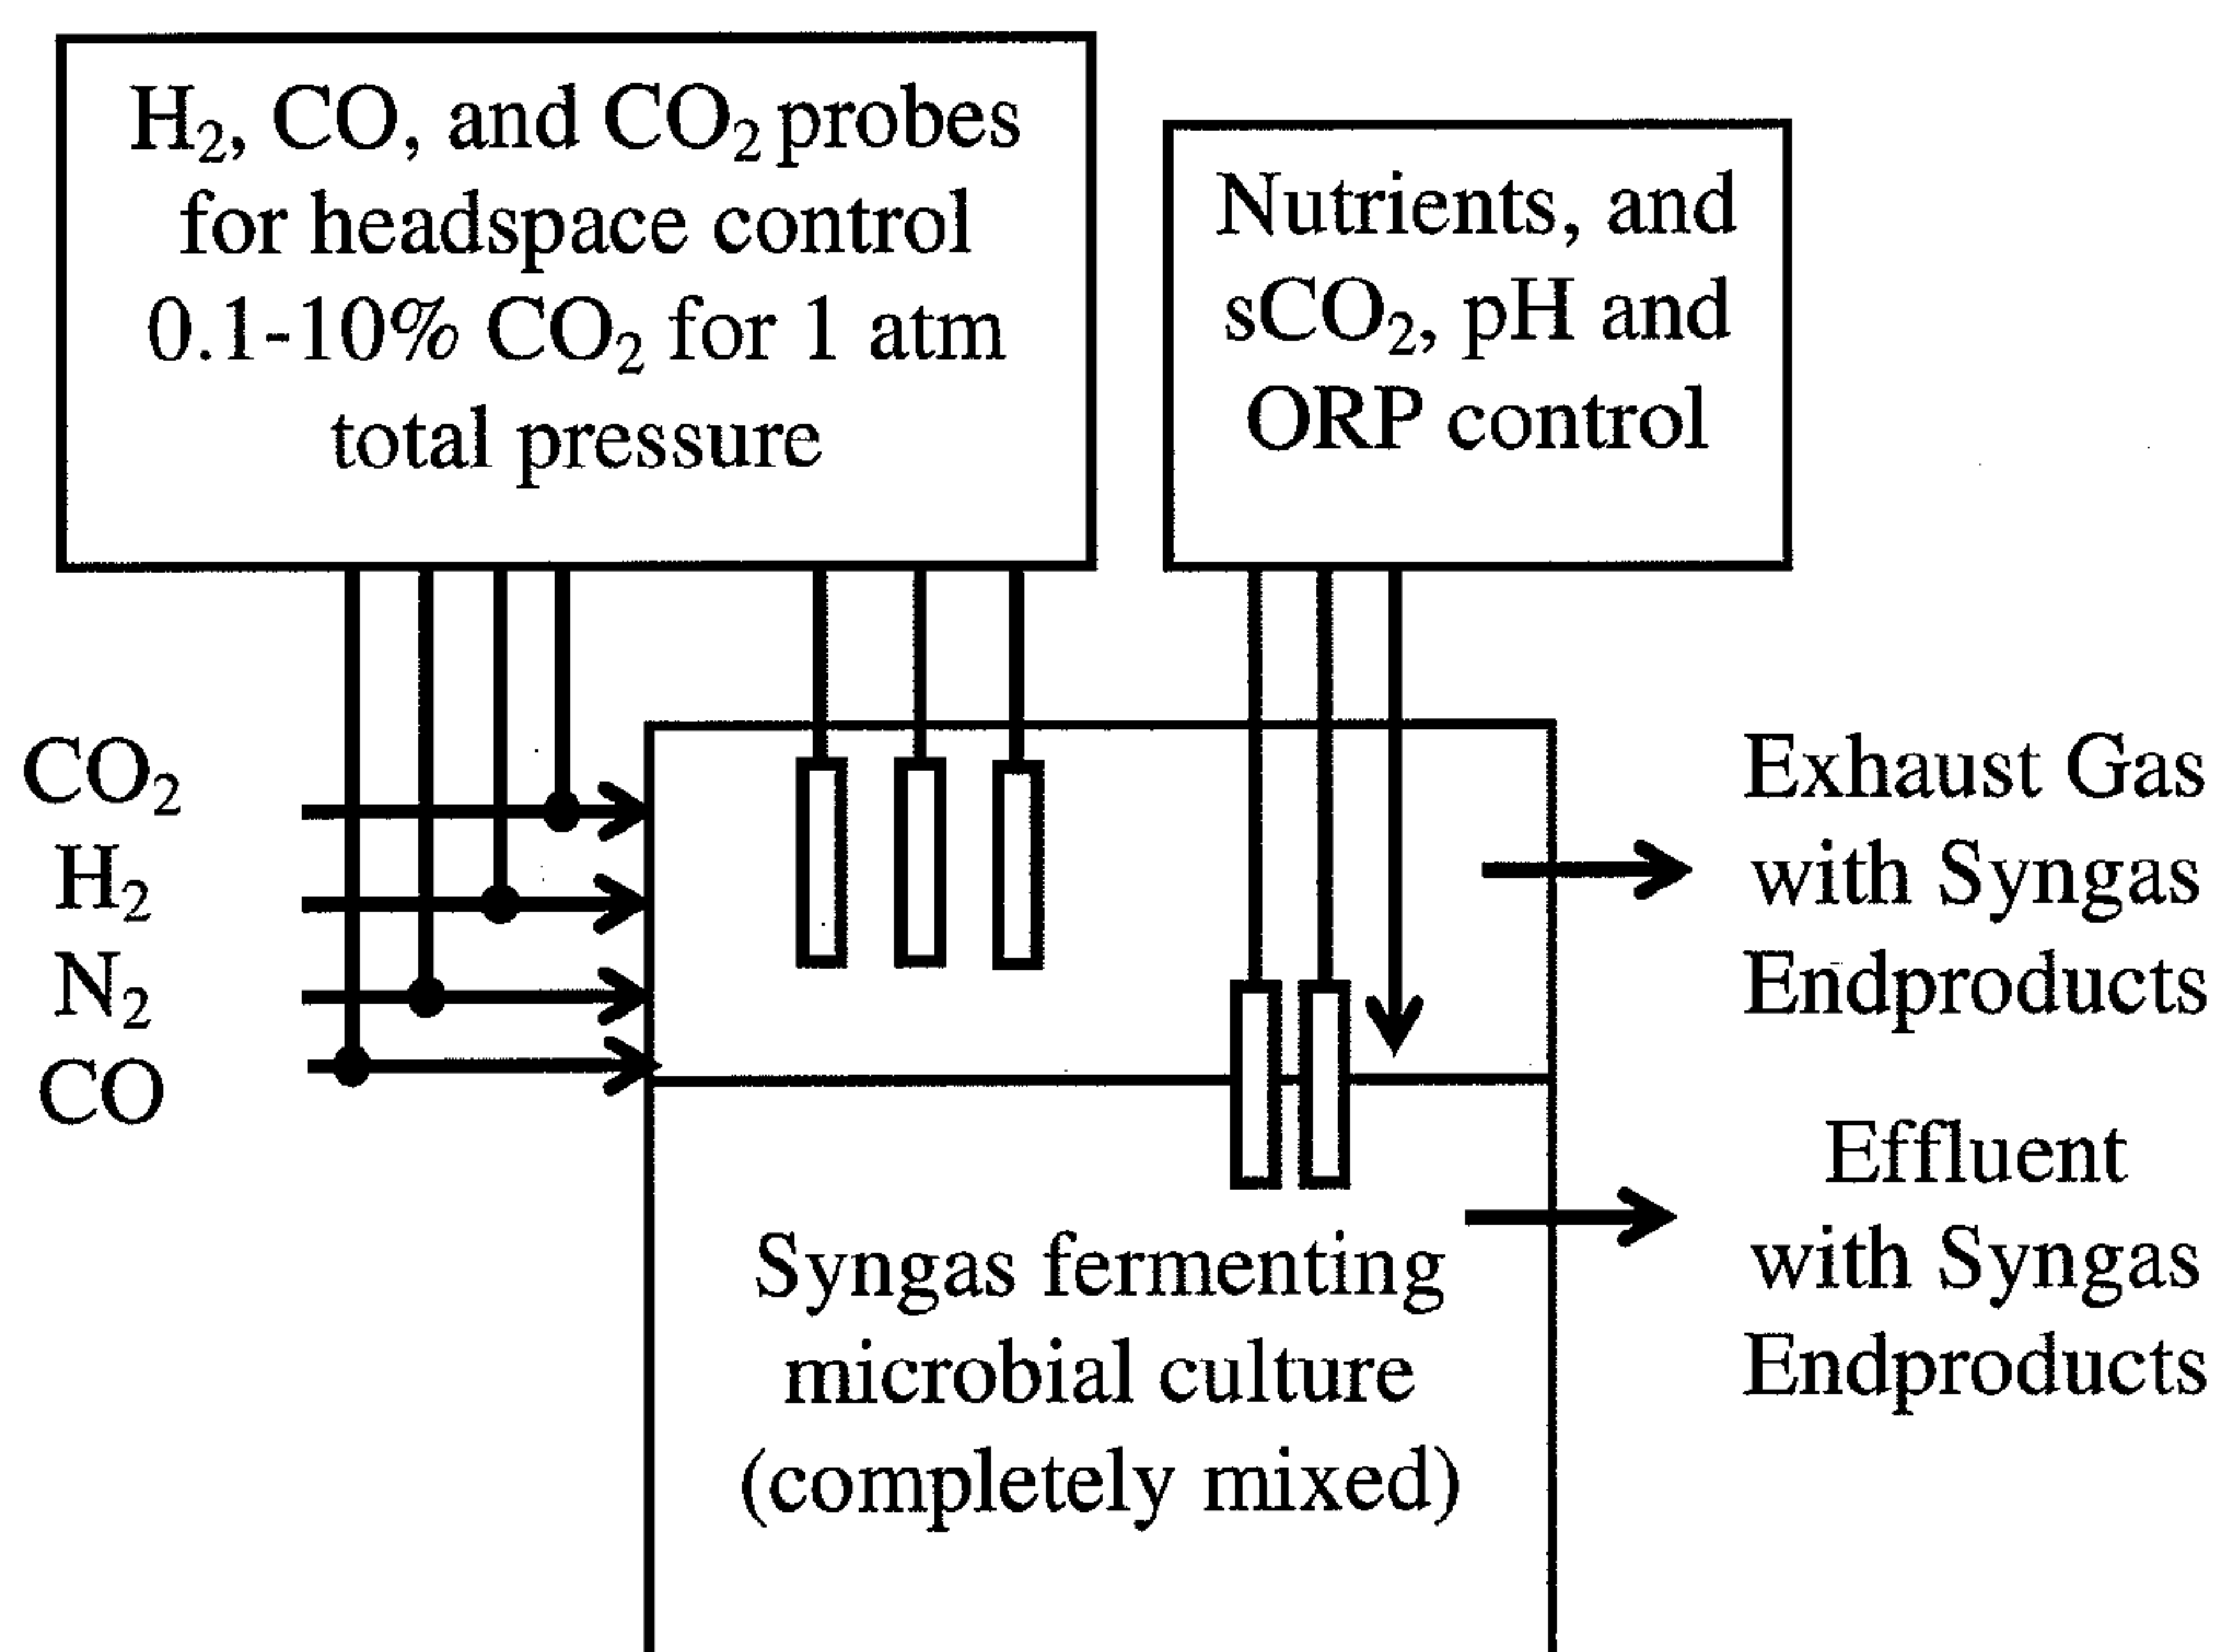 H₂, CO, and CO₂ probes
for headspace control
0.1-10% CO₂ for 1 atm
total pressure
Nutrients, and
sCO₂, pH and
ORP control
CO₂
H₂
N₂
CO
Exhaust Gas
with Syngas
Endproducts
Effluent
with Syngas
Endproducts
Syngas fermenting
microbial culture
(completely mixed)